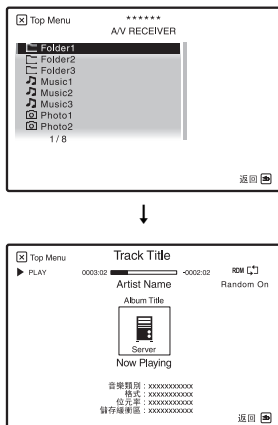 Top Menu
******
A/V RECEIVER
Folder1
Folder2
Folder3
Music1
Music2
Music3
Photo1
Photo2
1 / 8
返回
Top Menu
Track Title
PLAY
0003:02
-0002:02
RDM
Artist Name
Random On
Album Title
Server
Now Playing
音樂類別 : xxxxxxxxxxx
格式 : xxxxxxxxxxx
位元率 : xxxxxxxxxxx
儲存緩衝區 : xxxxxxxxxxx
返回